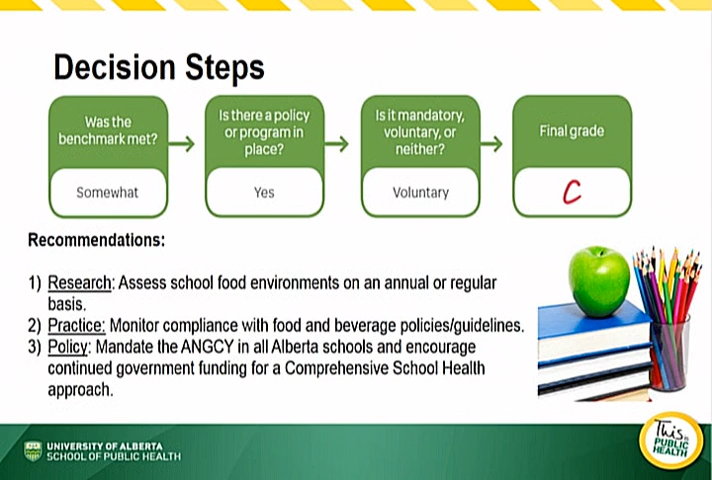 Decision Steps
Was the
benchmark met?
Somewhat
Is there a policy
or program in
place?
Yes
Is it mandatory,
voluntary, or
neither?
Voluntary
Final grade
C
Recommendations:
1) Research: Assess school food environments on an annual or regular
basis.
2) Practice: Monitor compliance with food and beverage policies/guidelines.
3) Policy: Mandate the ANGCY in all Alberta schools and encourage
continued government funding for a Comprehensive School Health
approach.
UNIVERSITY OF ALBERTA
SCHOOL OF PUBLIC HEALTH
This is
PUBLIC
HEALTH